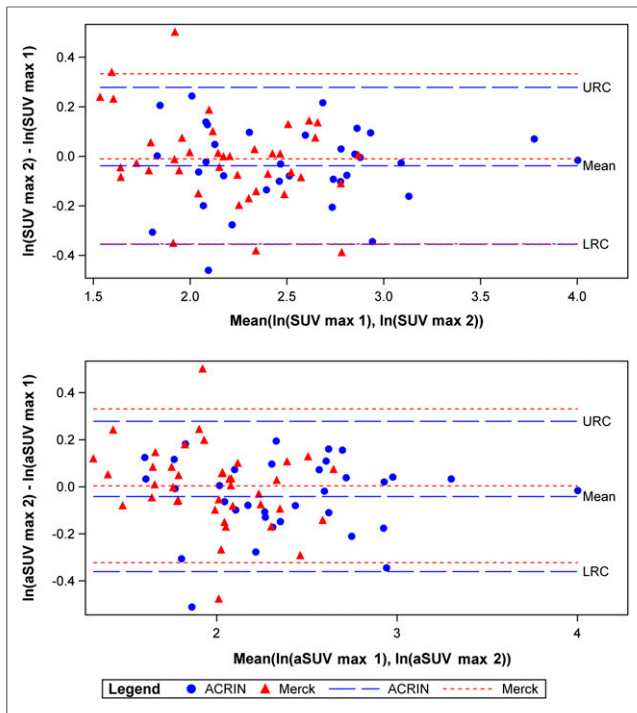 ln(SUV max 2) - ln(SUV max 1)
0.4
0.2
0.0
-0.2
-0.4
URC
Mean
LRC
1.5 2.0 2.5 3.0 3.5 4.0
Mean(ln(SUV max 1), ln(SUV max 2))
ln(aSUV max 2) - ln(aSUV max 1)
0.4
0.2
0.0
-0.2
-0.4
URC
Mean
LRC
2 3 4
Mean(ln(aSUV max 1), ln(aSUV max 2))
Legend ACRIN Merck ACRIN Merck